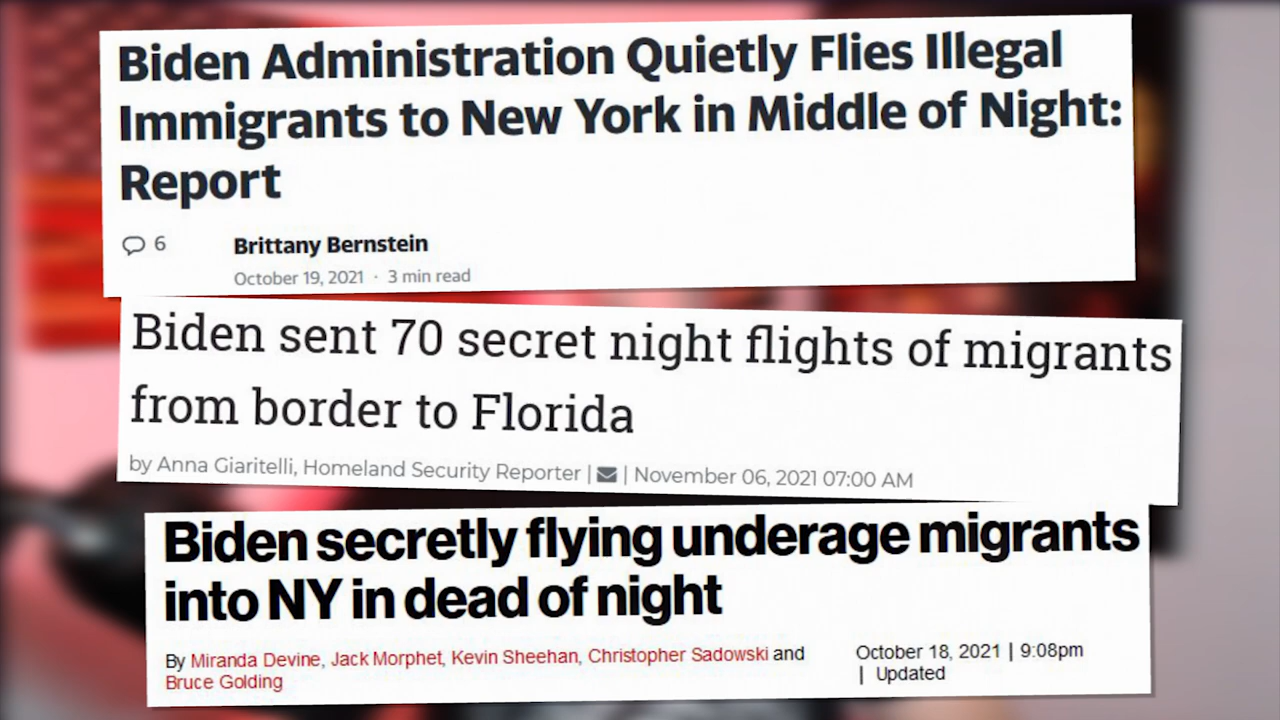 Biden Administration Quietly Flies Illegal
Immigrants to New York in Middle of Night:
Report
6
Brittany Bernstein
October 19, 2021 · 3 min read
Biden sent 70 secret night flights of migrants
from border to Florida
by Anna Giaritelli, Homeland Security Reporter | | November 06, 2021 07:00 AM
Biden secretly flying underage migrants
into NY in dead of night
By Miranda Devine, Jack Morphet, Kevin Sheehan, Christopher Sadowski and
Bruce Golding
October 18, 2021 | 9:08pm
| Updated